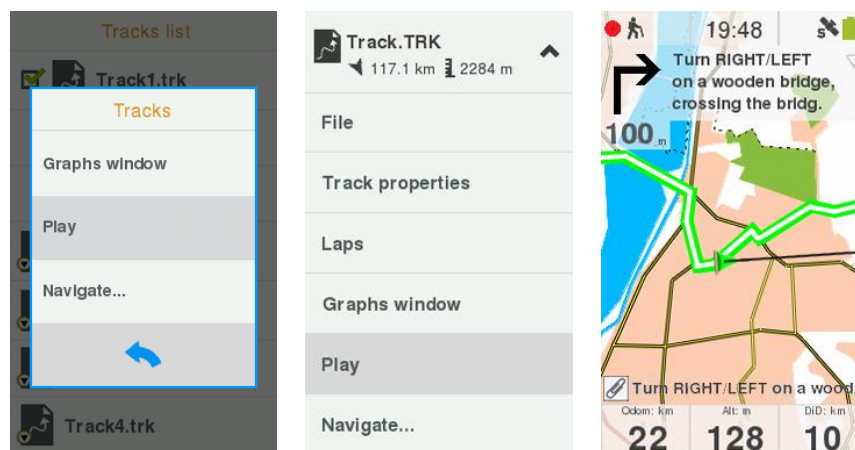 Tracks list
Track1.trk
Tracks
Graphs window
Play
Navigate...
Track4.trk
Track.TRK
117.1 km 2284 m
File
Track properties
Laps
Graphs window
Play
Navigate...
19:48
S
Turn RIGHT/LEFT
on a wooden bridge,
crossing the bridg.
100 m
Turn RIGHT/LEFT on a wood
Odom: km Alt: m DiD: km
22 128 10